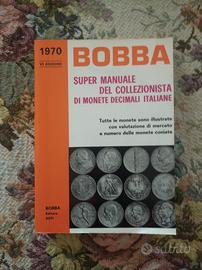 1970
VI EDIZIONE
BOBBA
SUPER MANUALE
DEL COLLEZIONISTA
DI MONETE DECIMALI ITALIANE
Tutte le monete sono illustrate
con valutazione di mercato
e numero delle monete coniate
BOBBA
Editore
ASTI
subito